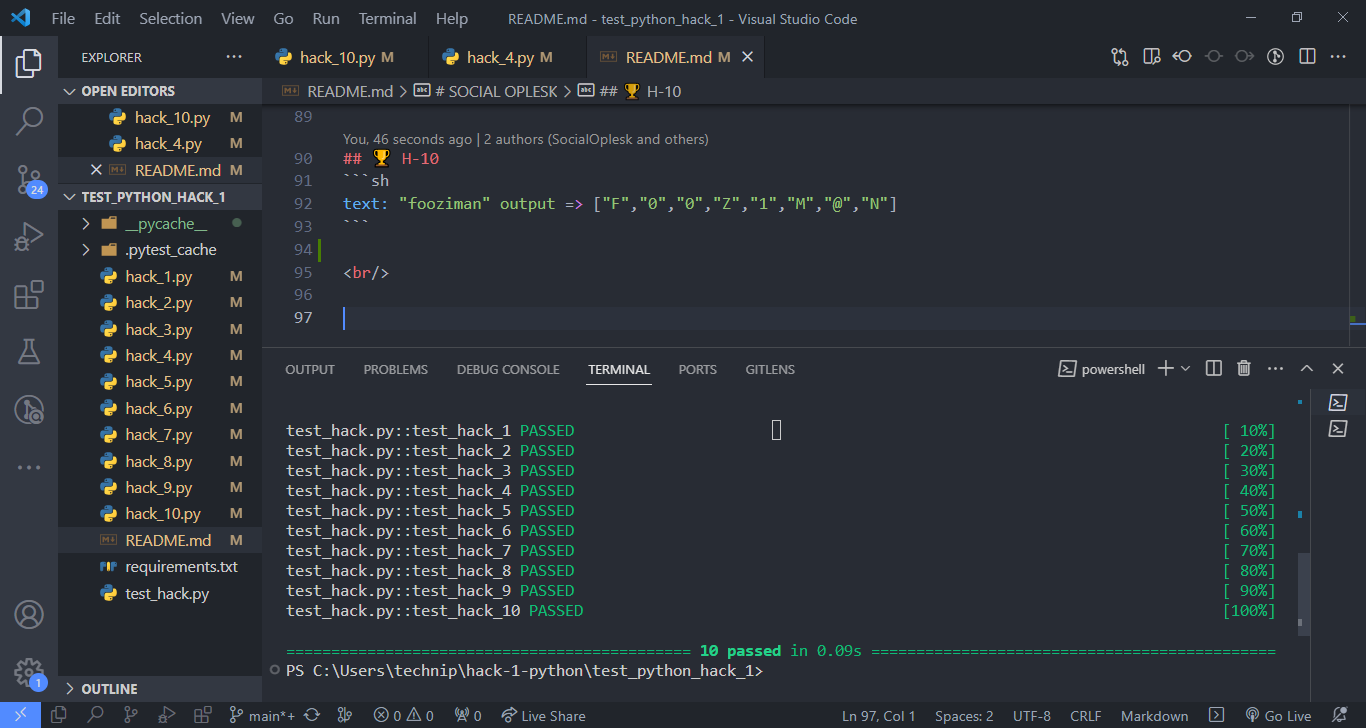 File Edit Selection View Go Run Terminal Help README.md - test_python_hack_1 - Visual Studio Code
EXPLORER
hack_10.py M hack_4.py M README.md M
OPEN EDITORS
hack_10.py M
hack_4.py M
README.md M
TEST_PYTHON_HACK_1
__pycache__
.pytest_cache
hack_1.py M
hack_2.py M
hack_3.py M
hack_4.py M
hack_5.py M
hack_6.py M
hack_7.py M
hack_8.py M
hack_9.py M
hack_10.py M
README.md M
requirements.txt
test_hack.py
OUTLINE
24
1
README.md > # SOCIAL OPLESK > ## 🏆 H-10
89
You, 46 seconds ago | 2 authors (SocialOplesk and others)
90 ## 🏆 H-10
91 ```sh
92 text: "fooziman" output => ["F","0","0","Z","1","M","@","N"]
93 ```
94
95 <br/>
96
97
OUTPUT PROBLEMS DEBUG CONSOLE TERMINAL PORTS GITLENS powershell
test_hack.py::test_hack_1 PASSED [ 10%]
test_hack.py::test_hack_2 PASSED [ 20%]
test_hack.py::test_hack_3 PASSED [ 30%]
test_hack.py::test_hack_4 PASSED [ 40%]
test_hack.py::test_hack_5 PASSED [ 50%]
test_hack.py::test_hack_6 PASSED [ 60%]
test_hack.py::test_hack_7 PASSED [ 70%]
test_hack.py::test_hack_8 PASSED [ 80%]
test_hack.py::test_hack_9 PASSED [ 90%]
test_hack.py::test_hack_10 PASSED [100%]
============================================= 10 passed in 0.09s =============================================
PS C:\Users\technip\hack-1-python\test_python_hack_1>
main*+ 0 0 0 Live Share Ln 97, Col 1 Spaces: 2 UTF-8 CRLF Markdown Go Live